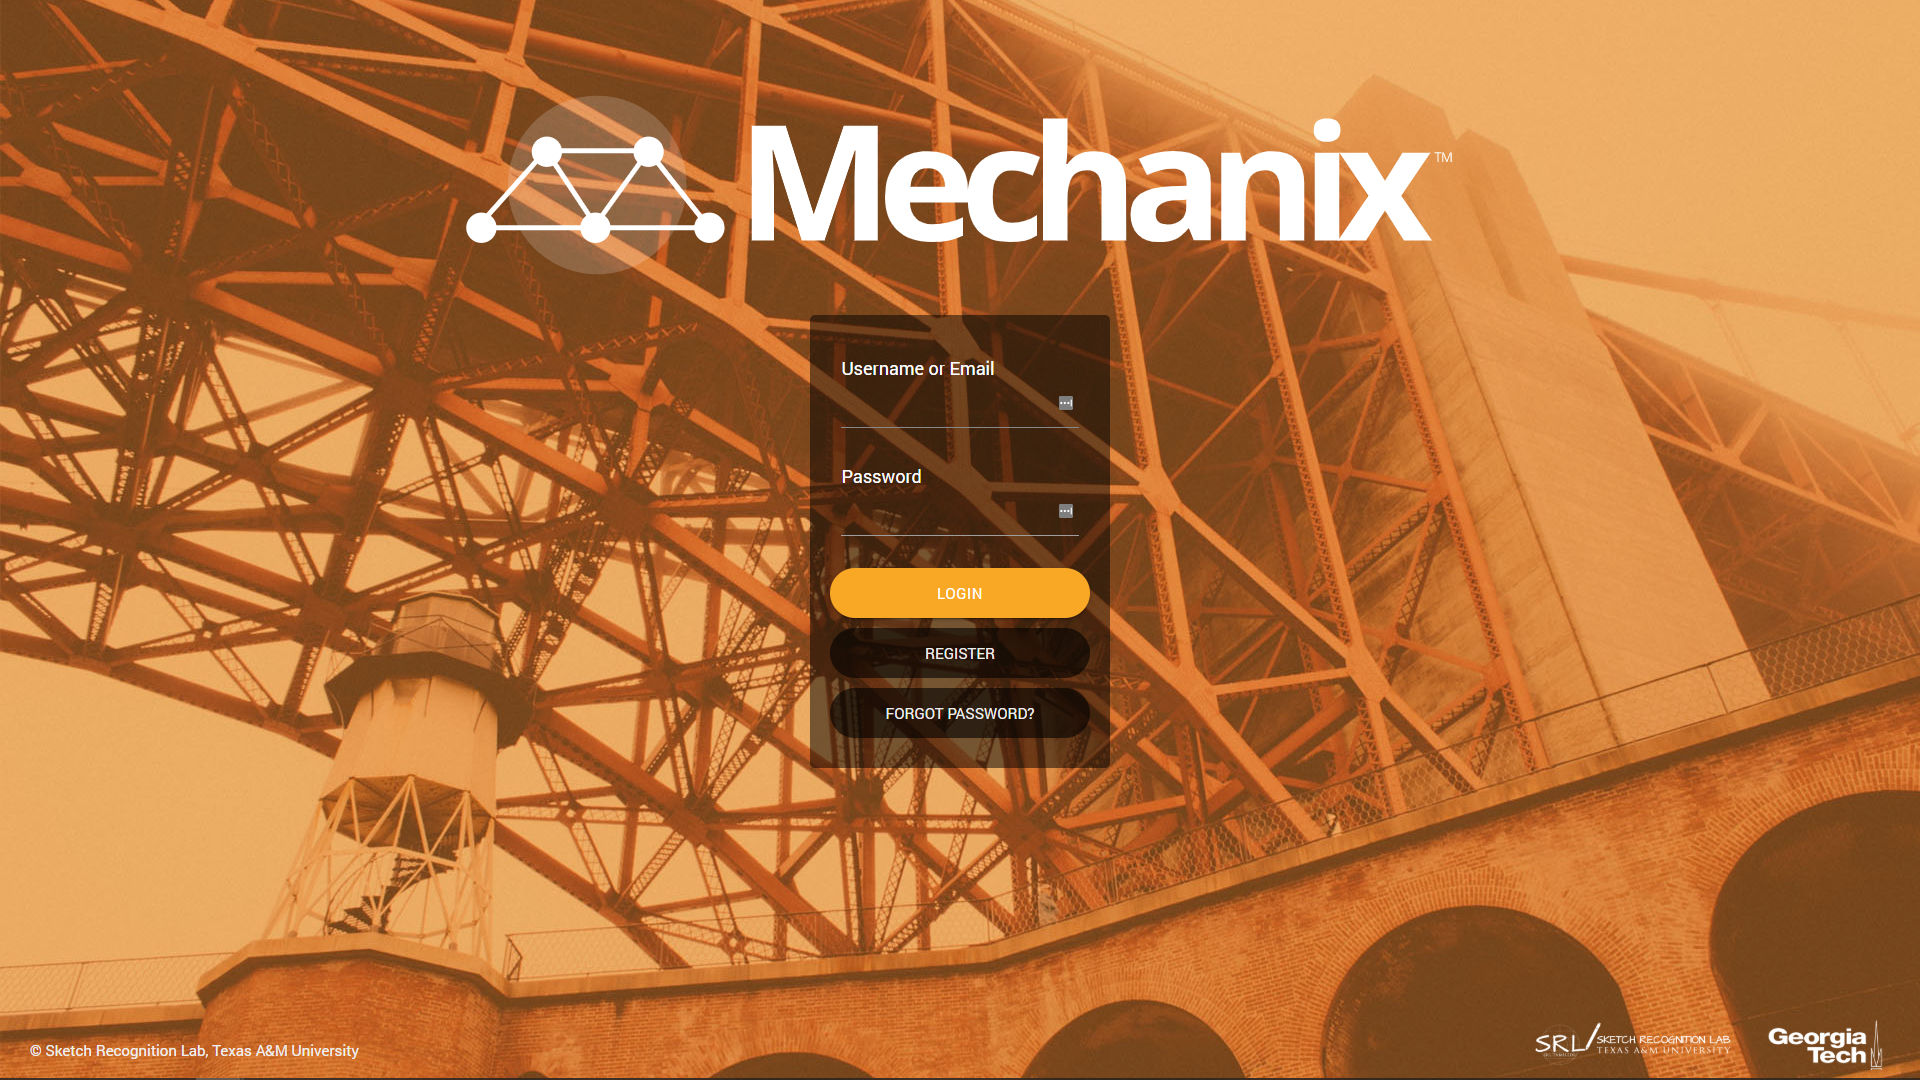 Mechanix™
Username or Email
Password
LOGIN
REGISTER
FORGOT PASSWORD?
© Sketch Recognition Lab, Texas A&M University
SRL/SKETCH RECOGNITION LAB
TEXAS A&M UNIVERSITY
Georgia
Tech